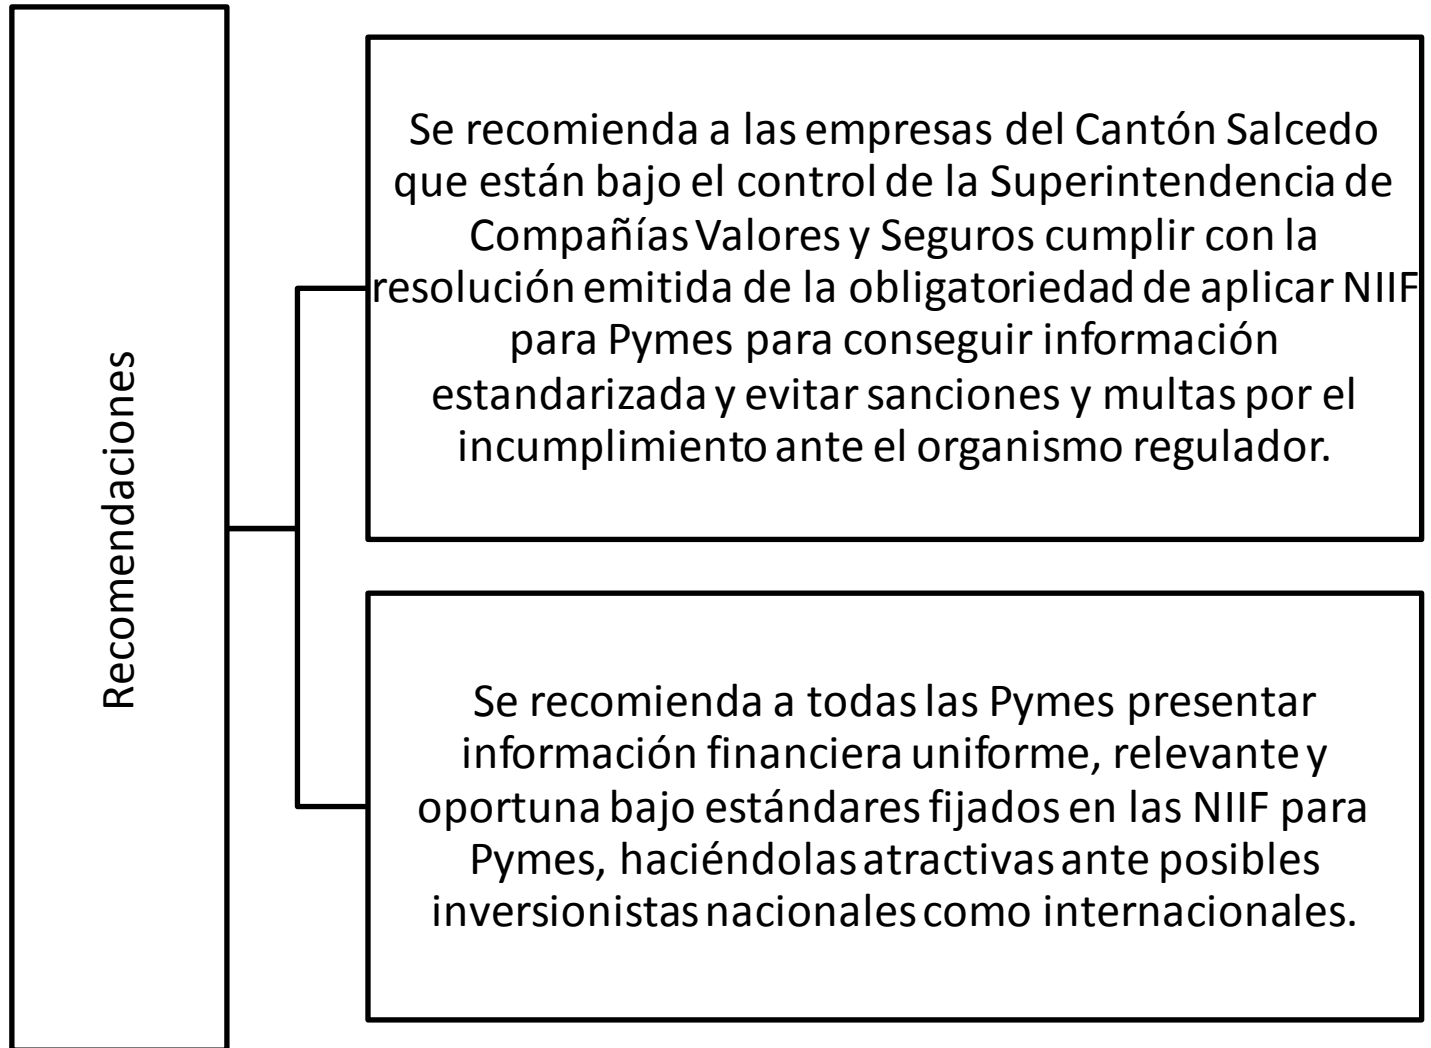 Recomendaciones
Se recomienda a las empresas del Cantón Salcedo
que están bajo el control de la Superintendencia de
Compañías Valores y Seguros cumplir con la
resolución emitida de la obligatoriedad de aplicar NIIF
para Pymes para conseguir información
estandarizada y evitar sanciones y multas por el
incumplimiento ante el organismo regulador.
Se recomienda a todas las Pymes presentar
información financiera uniforme, relevante y
oportuna bajo estándares fijados en las NIIF para
Pymes, haciéndolas atractivas ante posibles
inversionistas nacionales como internacionales.